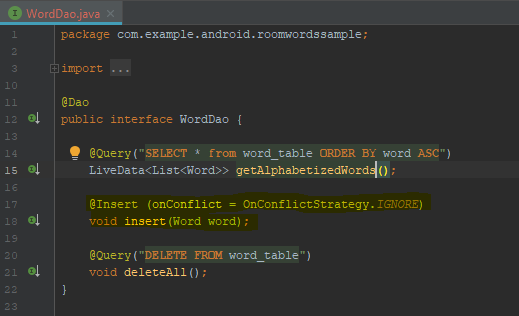 WordDao.java
1 package com.example.android.roomwordssample;
2
3 import ...
10
11 @Dao
12 public interface WordDao {
13
14 @Query("SELECT * from word_table ORDER BY word ASC")
15 LiveData<List<Word>> getAlphabetizedWords();
16
17 @Insert (onConflict = OnConflictStrategy.IGNORE)
18 void insert(Word word);
19
20 @Query("DELETE FROM word_table")
21 void deleteAll();
22 }
23